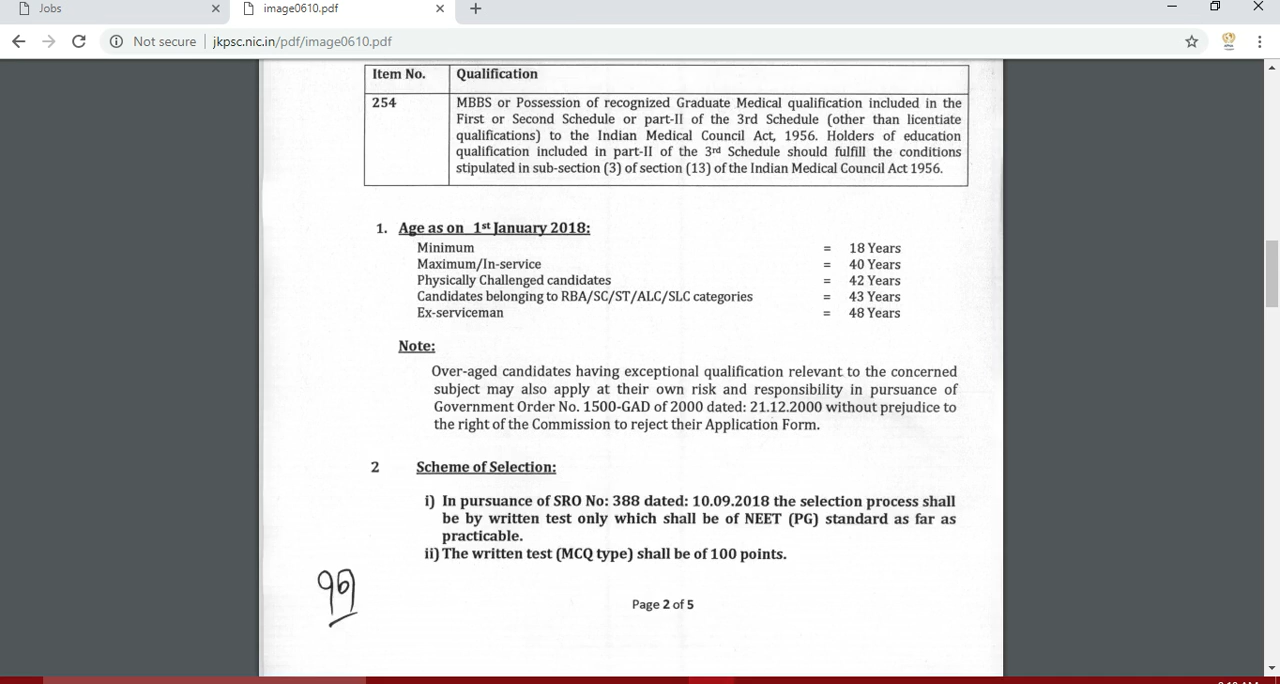 Jobs
image0610.pdf
Not secure | jkpsc.nic.in/pdf/image0610.pdf
Item No. Qualification
254 MBBS or Possession of recognized Graduate Medical qualification included in the
First or Second Schedule or part-II of the 3rd Schedule (other than licentiate
qualifications) to the Indian Medical Council Act, 1956. Holders of education
qualification included in part-II of the 3rd Schedule should fulfill the conditions
stipulated in sub-section (3) of section (13) of the Indian Medical Council Act 1956.
1. Age as on 1st January 2018:
Minimum = 18 Years
Maximum/In-service = 40 Years
Physically Challenged candidates = 42 Years
Candidates belonging to RBA/SC/ST/ALC/SLC categories = 43 Years
Ex-serviceman = 48 Years
Note:
Over-aged candidates having exceptional qualification relevant to the concerned
subject may also apply at their own risk and responsibility in pursuance of
Government Order No. 1500-GAD of 2000 dated: 21.12.2000 without prejudice to
the right of the Commission to reject their Application Form.
2 Scheme of Selection:
i) In pursuance of SRO No: 388 dated: 10.09.2018 the selection process shall
be by written test only which shall be of NEET (PG) standard as far as
practicable.
ii) The written test (MCQ type) shall be of 100 points.
Page 2 of 5